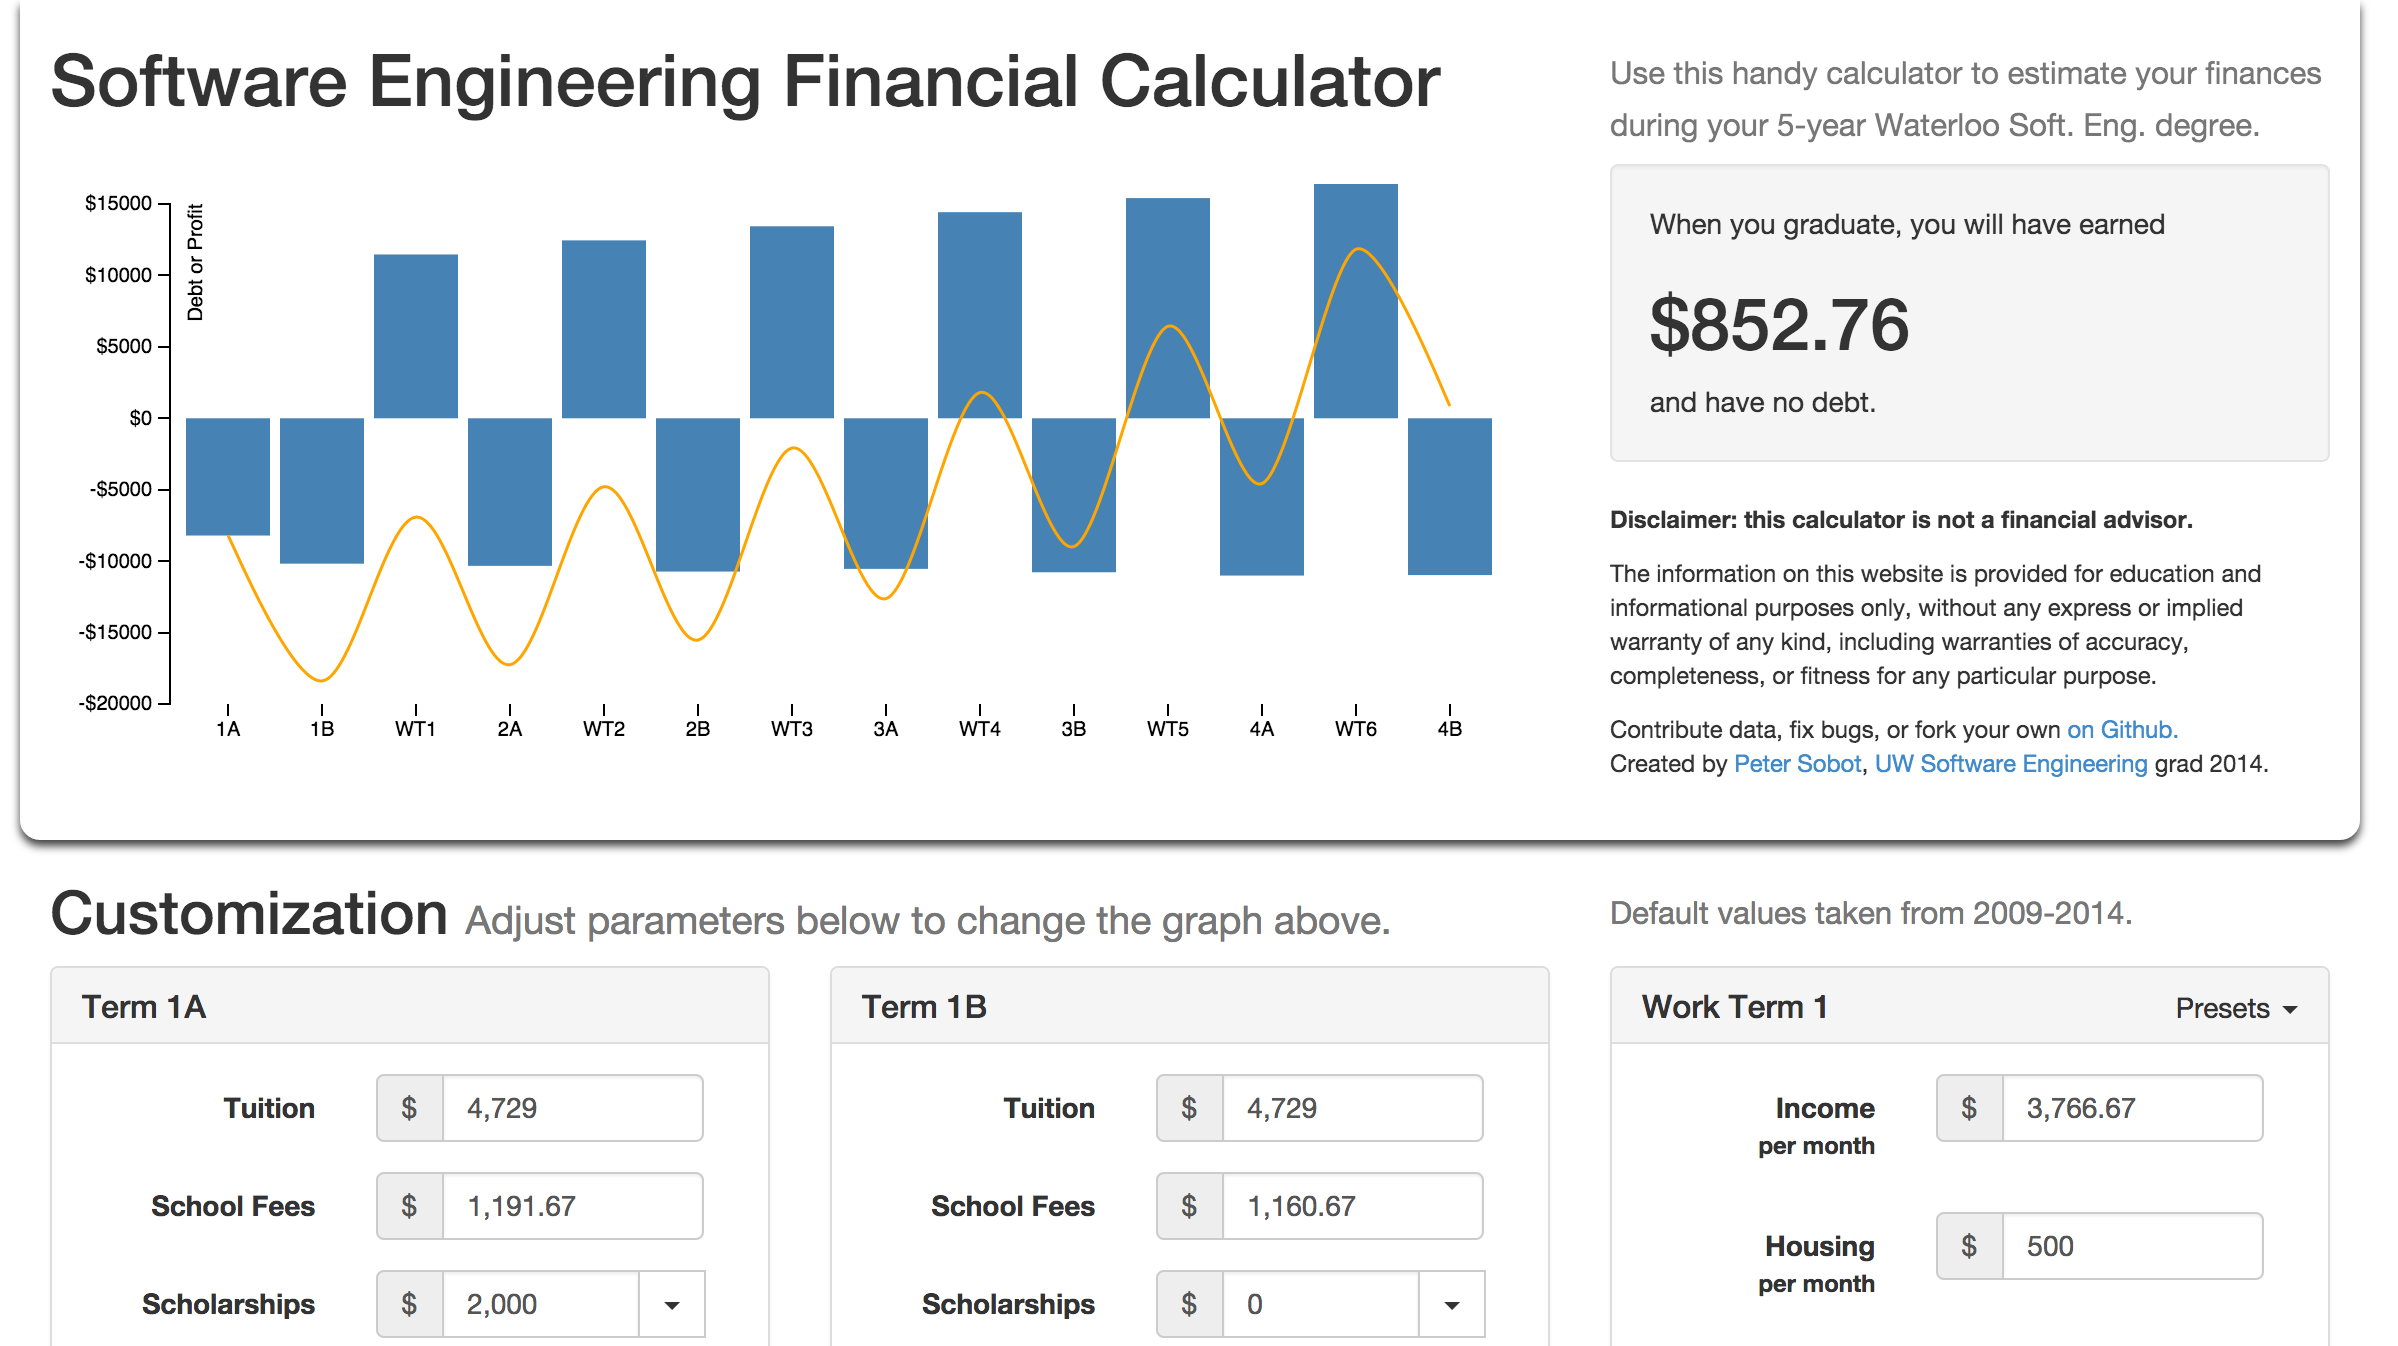 Software Engineering Financial Calculator
Use this handy calculator to estimate your finances
during your 5-year Waterloo Soft. Eng. degree.
Debt or Profit
$15000
$10000
$5000
$0
-$5000
-$10000
-$15000
-$20000
1A 1B WT1 2A WT2 2B WT3 3A WT4 3B WT5 4A WT6 4B
When you graduate, you will have earned
$852.76
and have no debt.
Disclaimer: this calculator is not a financial advisor.
The information on this website is provided for education and
informational purposes only, without any express or implied
warranty of any kind, including warranties of accuracy,
completeness, or fitness for any particular purpose.
Contribute data, fix bugs, or fork your own on Github.
Created by Peter Sobot, UW Software Engineering grad 2014.
Customization Adjust parameters below to change the graph above.
Default values taken from 2009-2014.
Term 1A
Tuition $ 4,729
School Fees $ 1,191.67
Scholarships $ 2,000
Term 1B
Tuition $ 4,729
School Fees $ 1,160.67
Scholarships $ 0
Work Term 1 Presets
Income $ 3,766.67
per month
Housing $ 500
per month